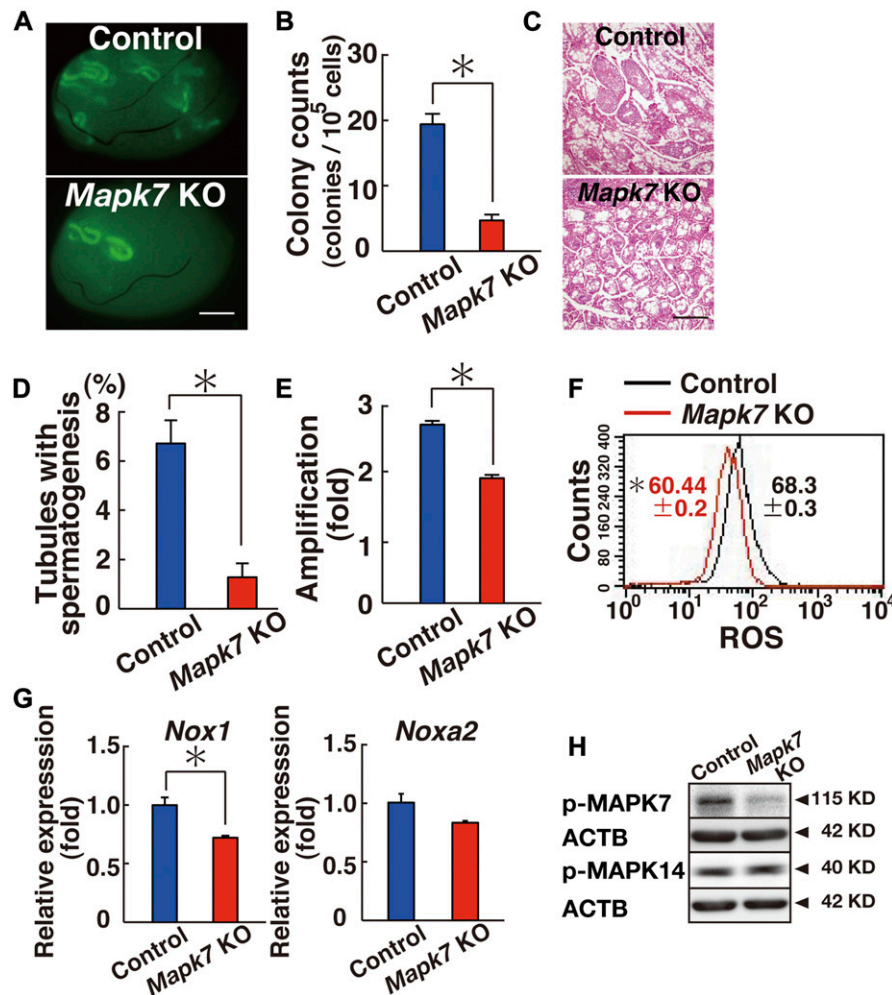 A
Control
Mapk7 KO
B
Colony counts
(colonies / 10^5 cells)
30
20
10
0
*
Control
Mapk7 KO
C
Control
Mapk7 KO
D
(%)
Tubules with
spermatogenesis
8
6
4
2
0
*
Control
Mapk7 KO
E
Amplification
(fold)
3
2
1
0
*
Control
Mapk7 KO
F
Control
Mapk7 KO
Counts
400
320
240
160
80
0
*60.44
±0.2
68.3
±0.3
10^0 10^1 10^2 10^3 10^4
ROS
G
Nox1
Relative expresssion
(fold)
1.5
1.0
0.5
0
*
Control
Mapk7 KO
Noxa2
Relative expresssion
(fold)
1.5
1.0
0.5
0
Control
Mapk7 KO
H
Control
Mapk7
KO
p-MAPK7
115 KD
ACTB
42 KD
p-MAPK14
40 KD
ACTB
42 KD